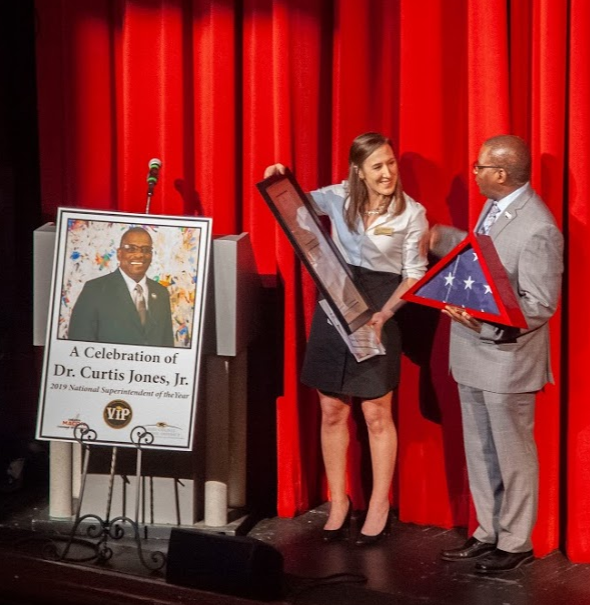 A Celebration of
Dr. Curtis Jones, Jr.
2019 National Superintendent of the Year
VIP